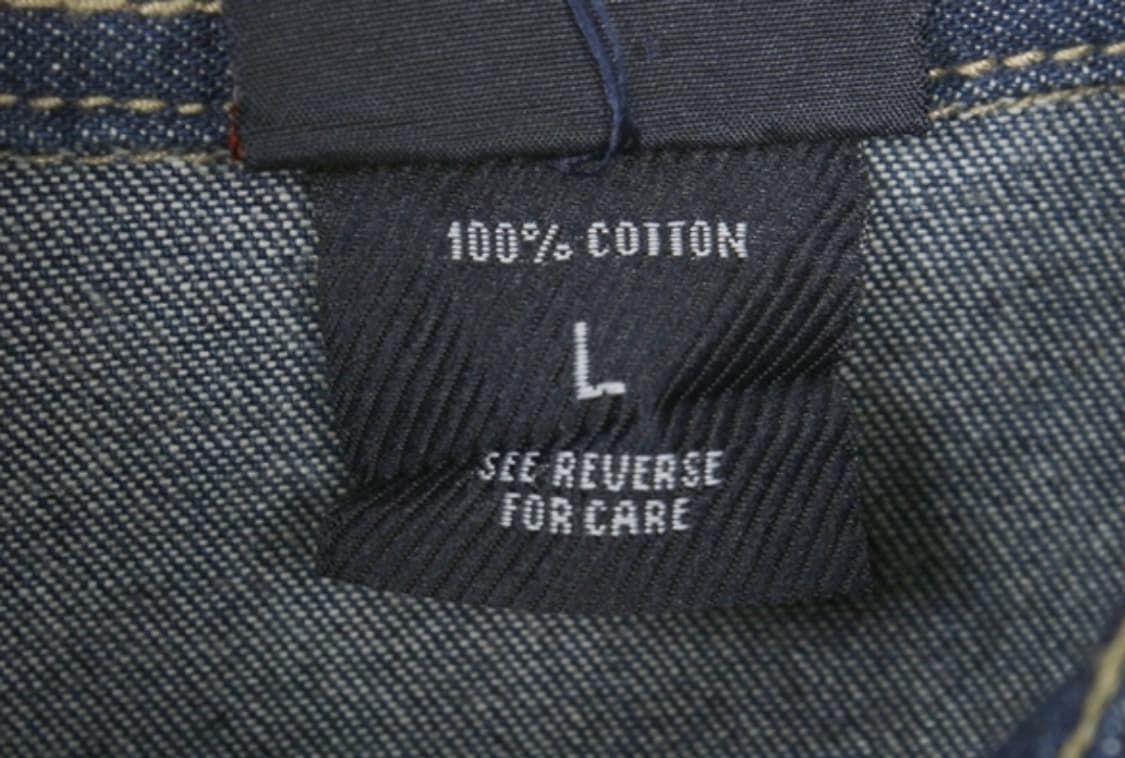 100% COTTON
L
SEE REVERSE
FOR CARE